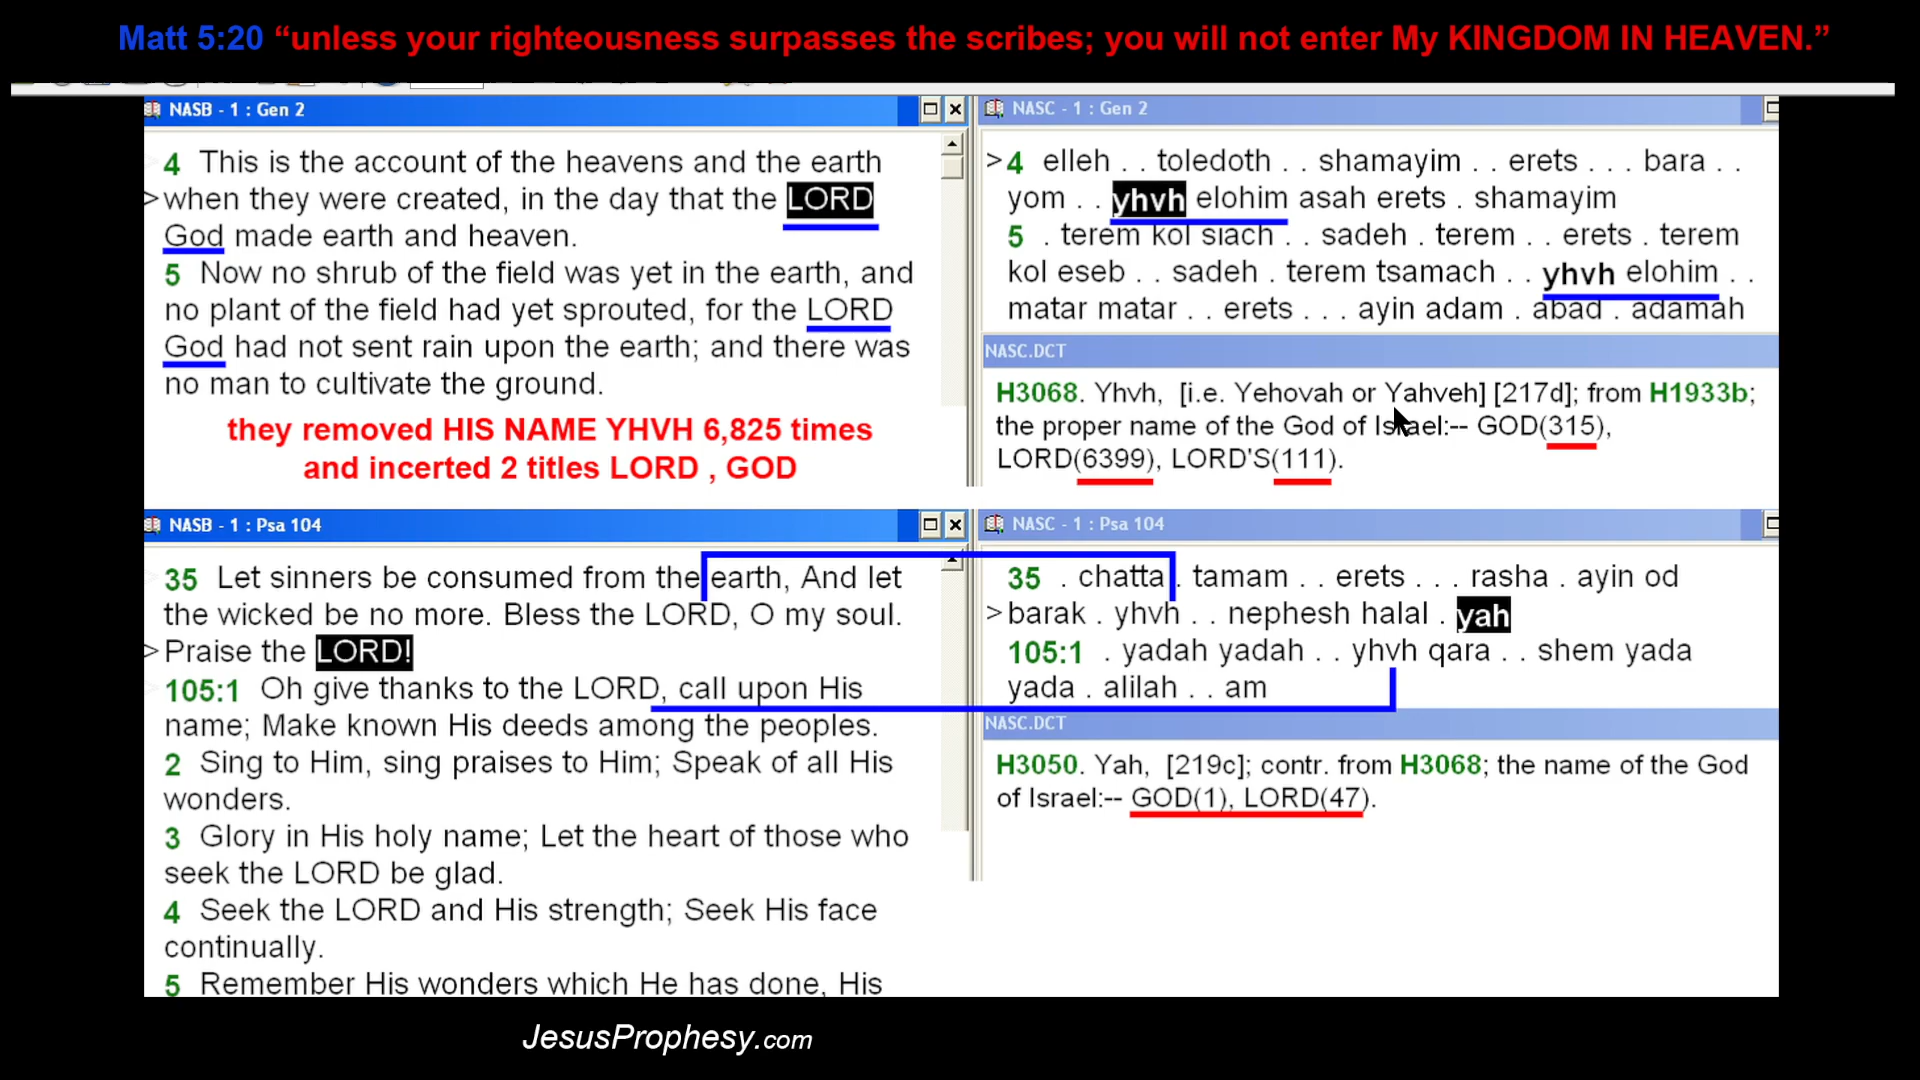 Matt 5:20 “unless your righteousness surpasses the scribes; you will not enter My KINGDOM IN HEAVEN.”
NASB - 1 : Gen 2
4 This is the account of the heavens and the earth
>when they were created, in the day that the LORD
God made earth and heaven.
5 Now no shrub of the field was yet in the earth, and
no plant of the field had yet sprouted, for the LORD
God had not sent rain upon the earth; and there was
no man to cultivate the ground.
they removed HIS NAME YHVH 6,825 times
and incerted 2 titles LORD , GOD
NASC - 1 : Gen 2
>4 elleh . . toledoth . . shamayim . . erets . . . bara . .
yom . . yhvh elohim asah erets . shamayim
5 . terem kol siach . . sadeh . terem . . erets . terem
kol eseb . . sadeh . terem tsamach . . yhvh elohim . .
matar matar . . erets . . . ayin adam . abad . adamah
NASC.DCT
H3068. Yhvh, [i.e. Yehovah or Yahveh] [217d]; from H1933b;
the proper name of the God of Israel:-- GOD(315),
LORD(6399), LORD'S(111).
NASB - 1 : Psa 104
35 Let sinners be consumed from the earth, And let
the wicked be no more. Bless the LORD, O my soul.
>Praise the LORD!
105:1 Oh give thanks to the LORD, call upon His
name; Make known His deeds among the peoples.
2 Sing to Him, sing praises to Him; Speak of all His
wonders.
3 Glory in His holy name; Let the heart of those who
seek the LORD be glad.
4 Seek the LORD and His strength; Seek His face
continually.
5 Remember His wonders which He has done, His
NASC - 1 : Psa 104
35 . chatta . tamam . . erets . . . rasha . ayin od
>barak . yhvh . . nephesh halal . yah
105:1 . yadah yadah . . yhvh qara . . shem yada
yada . alilah . . am
NASC.DCT
H3050. Yah, [219c]; contr. from H3068; the name of the God
of Israel:-- GOD(1), LORD(47).
JesusProphesy.com